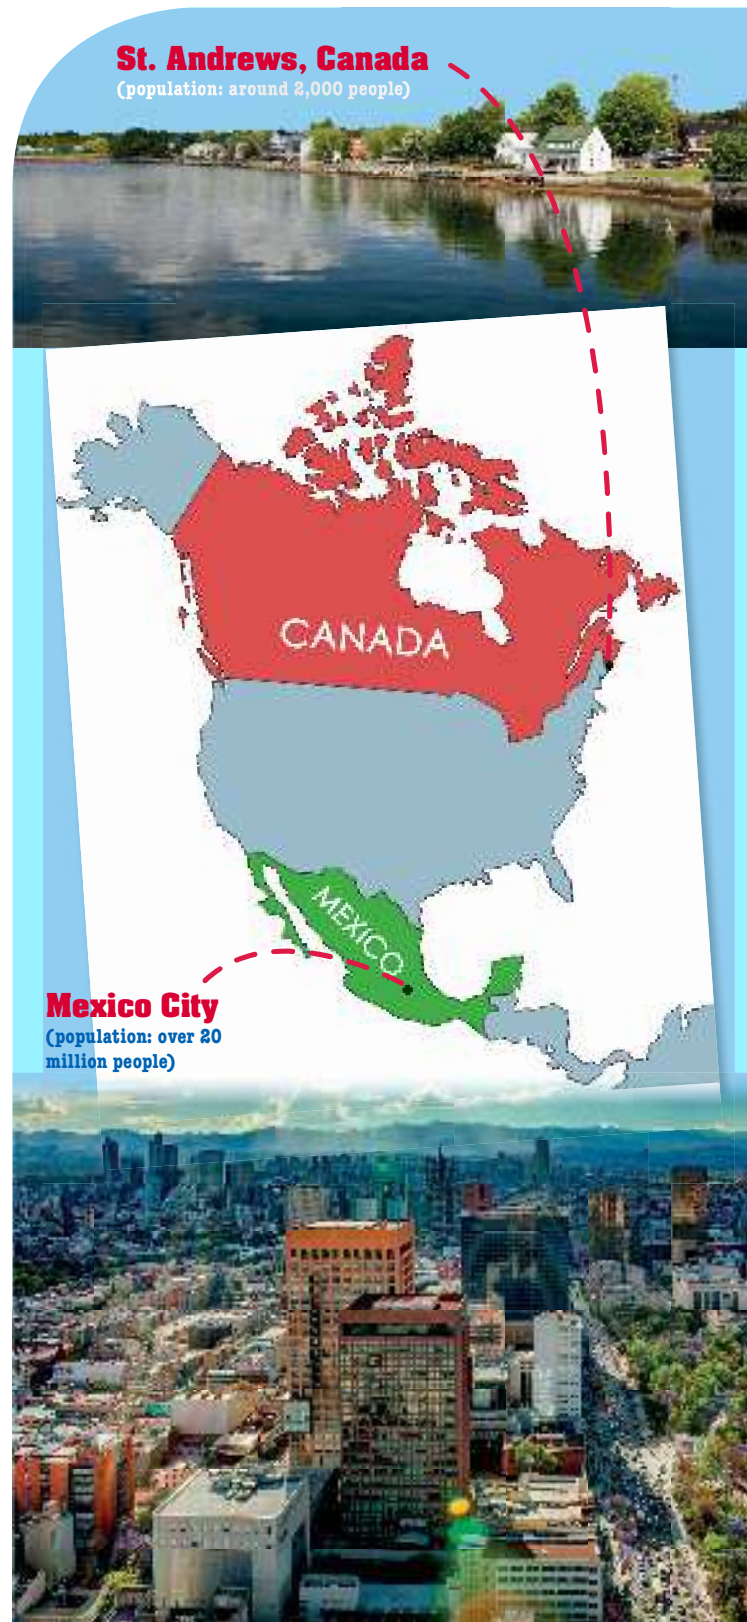 St. Andrews, Canada
(population: around 2,000 people)
CANADA
MEXICO
Mexico City
(population: over 20
million people)